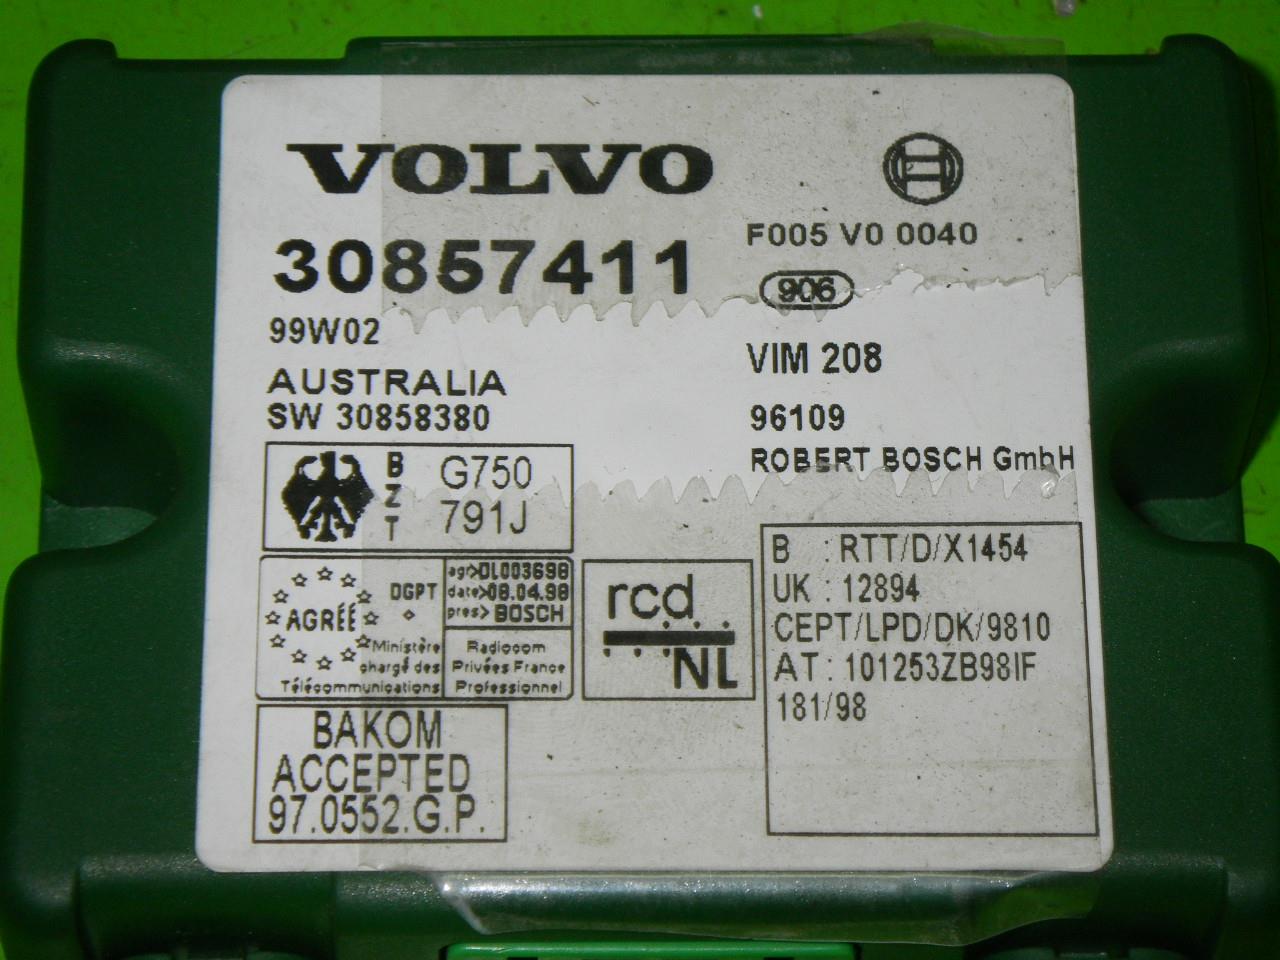 VOLVO
30857411
99W02
AUSTRALIA
SW 30858380
F005 V0 0040
906
VIM 208
96109
ROBERT BOSCH GmbH
BZT
G750
791J
AGRÉÉ
DGPT
Ministère
chargé des
Télécommunications
agr>DL003698
date>08.04.98
pres> BOSCH
Radiocom
Privées France
Professionnel
rcd
NL
B : RTT/D/X1454
UK : 12894
CEPT/LPD/DK/9810
AT : 101253ZB98IF
181/98
BAKOM
ACCEPTED
97.0552.G.P.